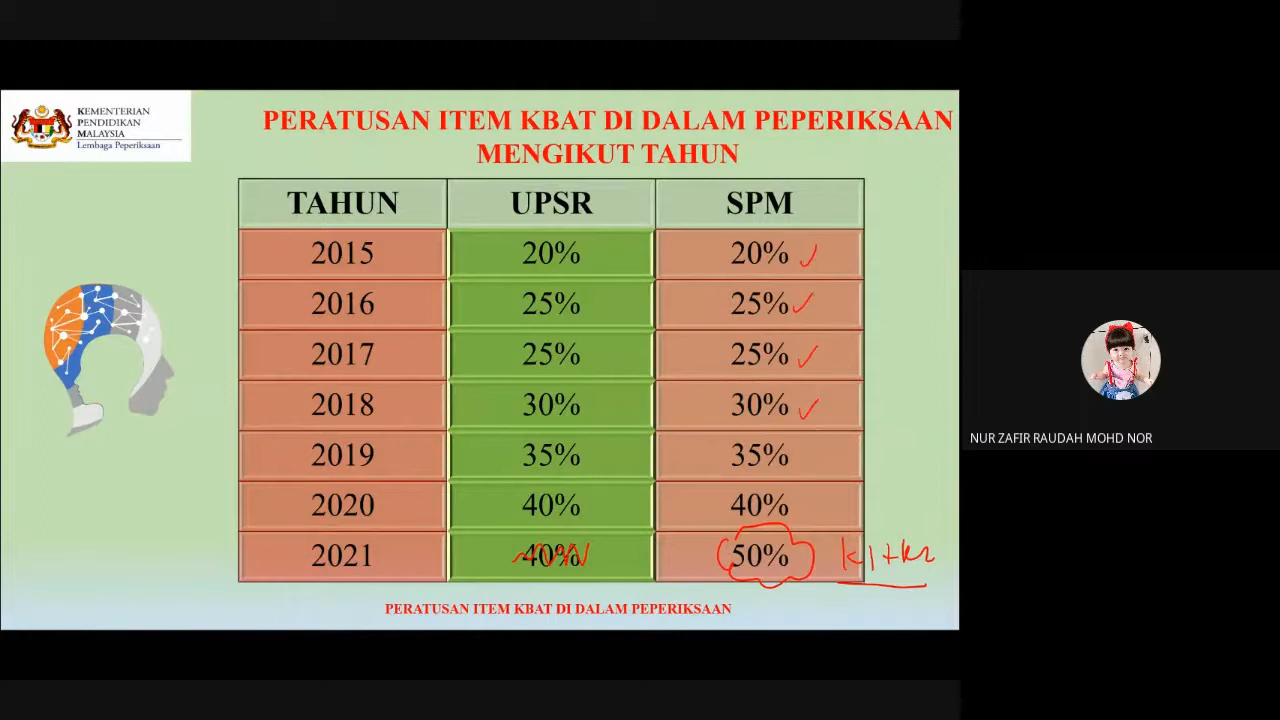 KEMENTERIAN
PENDIDIKAN
MALAYSIA
Lembaga Peperiksaan
PERATUSAN ITEM KBAT DI DALAM PEPERIKSAAN
MENGIKUT TAHUN
TAHUN UPSR SPM
2015 20% 20%
2016 25% 25%
2017 25% 25%
2018 30% 30%
2019 35% 35%
2020 40% 40%
2021 40% 50% K1+K2
PERATUSAN ITEM KBAT DI DALAM PEPERIKSAAN
NUR ZAFIR RAUDAH MOHD NOR